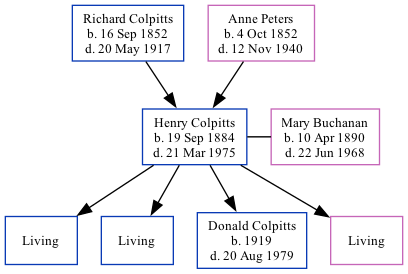 Richard Colpitts
b. 16 Sep 1852
d. 20 May 1917
Anne Peters
b. 4 Oct 1852
d. 12 Nov 1940
Henry Colpitts
b. 19 Sep 1884
d. 21 Mar 1975
Mary Buchanan
b. 10 Apr 1890
d. 22 Jun 1968
Living
Living
Donald Colpitts
b. 1919
d. 20 Aug 1979
Living